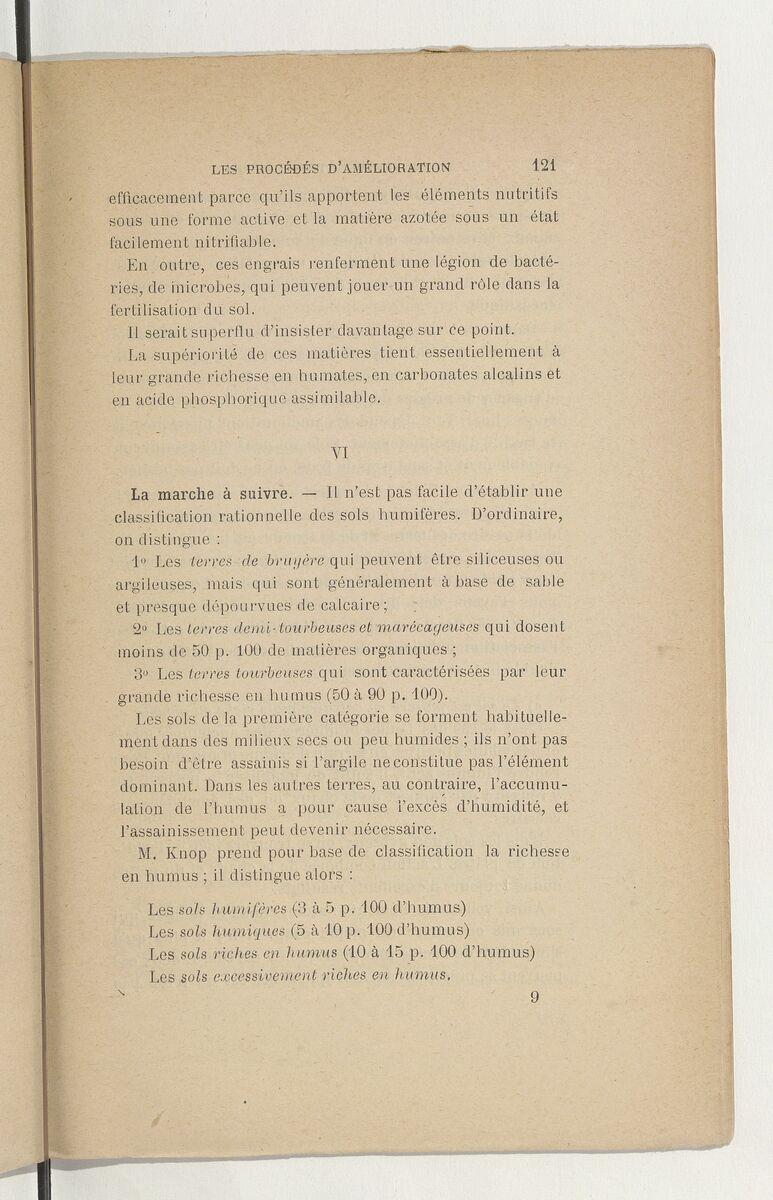 LES PROCÉDÉS D'AMÉLIORATION 121
efficacement parce qu'ils apportent les éléments nutritifs
sous une forme active et la matière azotée sous un état
facilement nitrifiable.
En outre, ces engrais renferment une légion de bacté-
ries, de microbes, qui peuvent jouer un grand rôle dans la
fertilisation du sol.
Il serait superflu d'insister davantage sur ce point.
La supériorité de ces matières tient essentiellement à
leur grande richesse en humates, en carbonates alcalins et
en acide phosphorique assimilable.
VI
La marche à suivre. — Il n'est pas facile d'établir une
classification rationnelle des sols humifères. D'ordinaire,
on distingue :
1º Les terres de bruyère qui peuvent être siliceuses ou
argileuses, mais qui sont généralement à base de sable
et presque dépourvues de calcaire ;
2º Les terres demi-tourbeuses et marécageuses qui dosent
moins de 50 p. 100 de matières organiques ;
3º Les terres tourbeuses qui sont caractérisées par leur
grande richesse en humus (50 à 90 p. 100).
Les sols de la première catégorie se forment habituelle-
ment dans des milieux secs ou peu humides ; ils n'ont pas
besoin d'être assainis si l'argile ne constitue pas l'élément
dominant. Dans les autres terres, au contraire, l'accumu-
lation de l'humus a pour cause l'excès d'humidité, et
l'assainissement peut devenir nécessaire.
M. Knop prend pour base de classification la richesse
en humus ; il distingue alors :
Les sols humifères (3 à 5 p. 100 d'humus)
Les sols humiques (5 à 10 p. 100 d'humus)
Les sols riches en humus (10 à 15 p. 100 d'humus)
Les sols excessivement riches en humus.
9